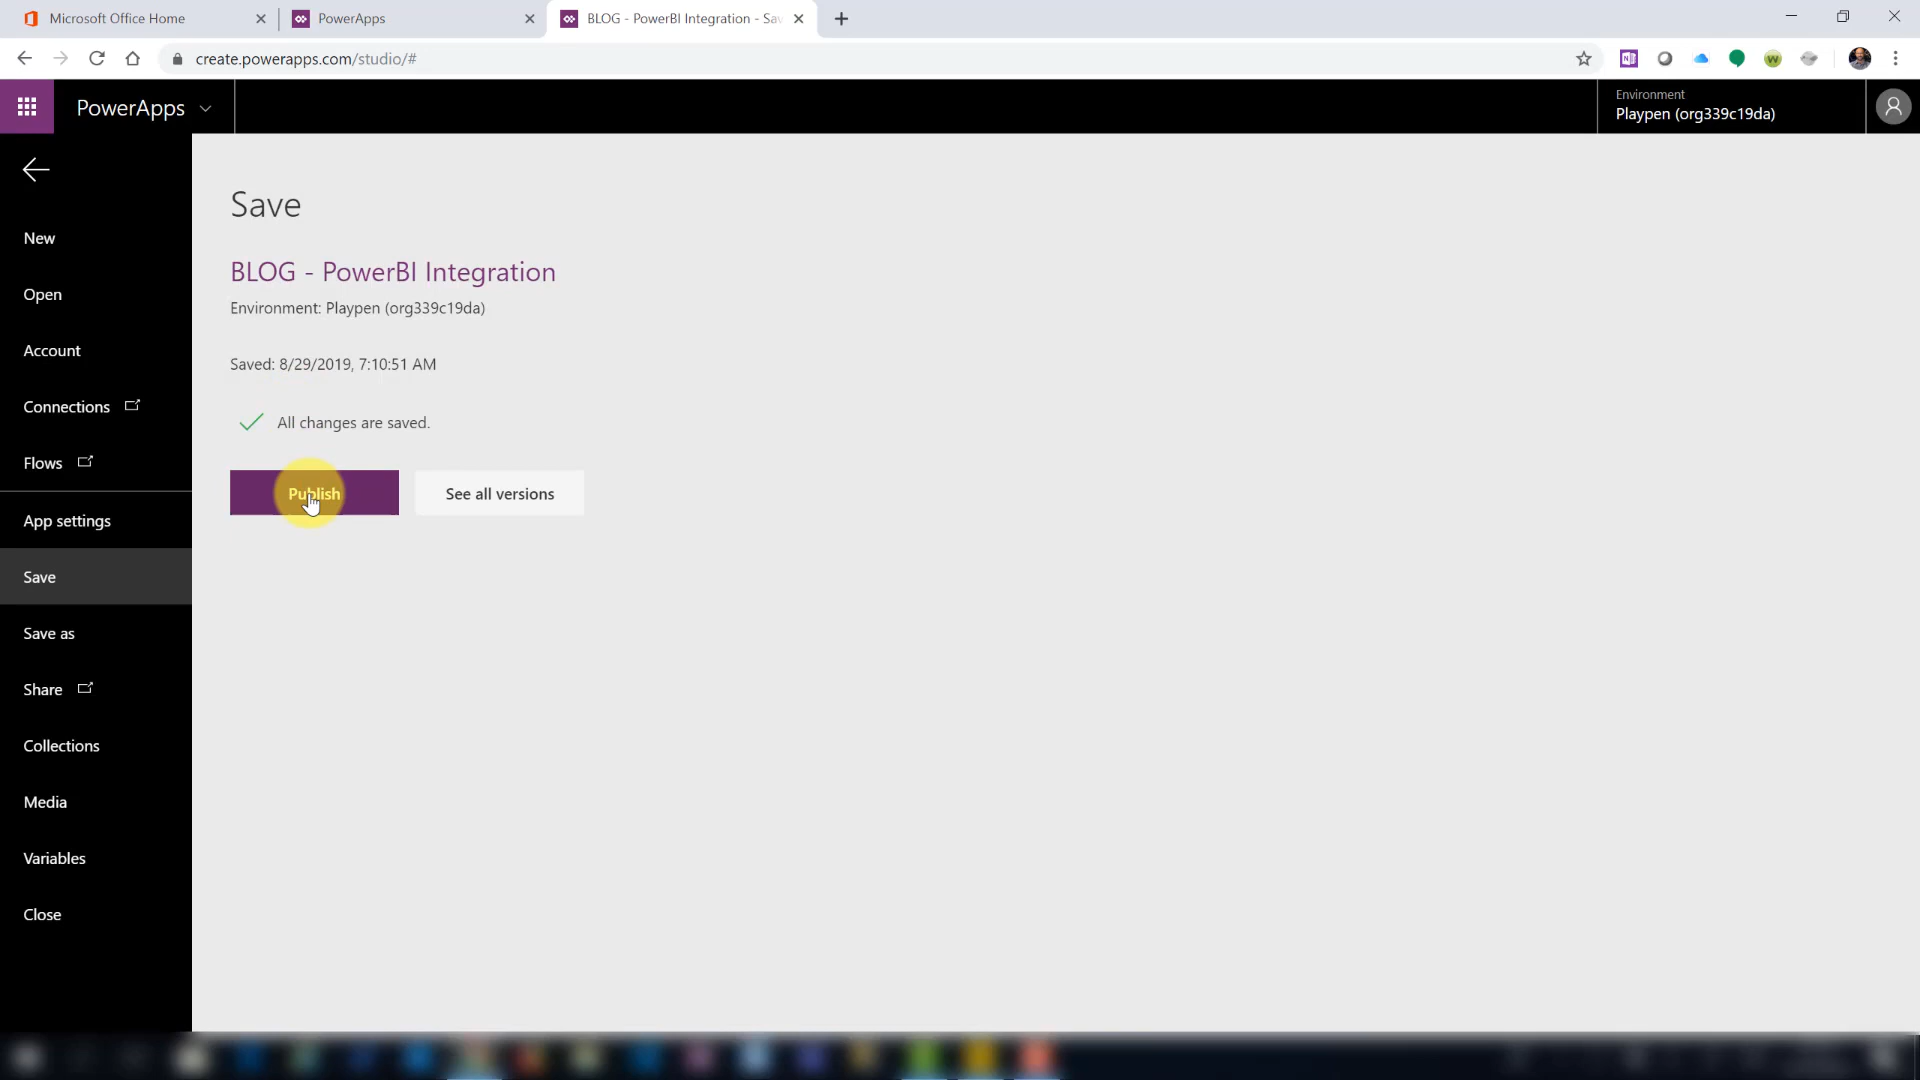 Microsoft Office Home
PowerApps
BLOG - PowerBI Integration - Sav
create.powerapps.com/studio/#
PowerApps
Environment
Playpen (org339c19da)
New
Open
Account
Connections
Flows
App settings
Save
Save as
Share
Collections
Media
Variables
Close
Save
BLOG - PowerBI Integration
Environment: Playpen (org339c19da)
Saved: 8/29/2019, 7:10:51 AM
All changes are saved.
Publish
See all versions